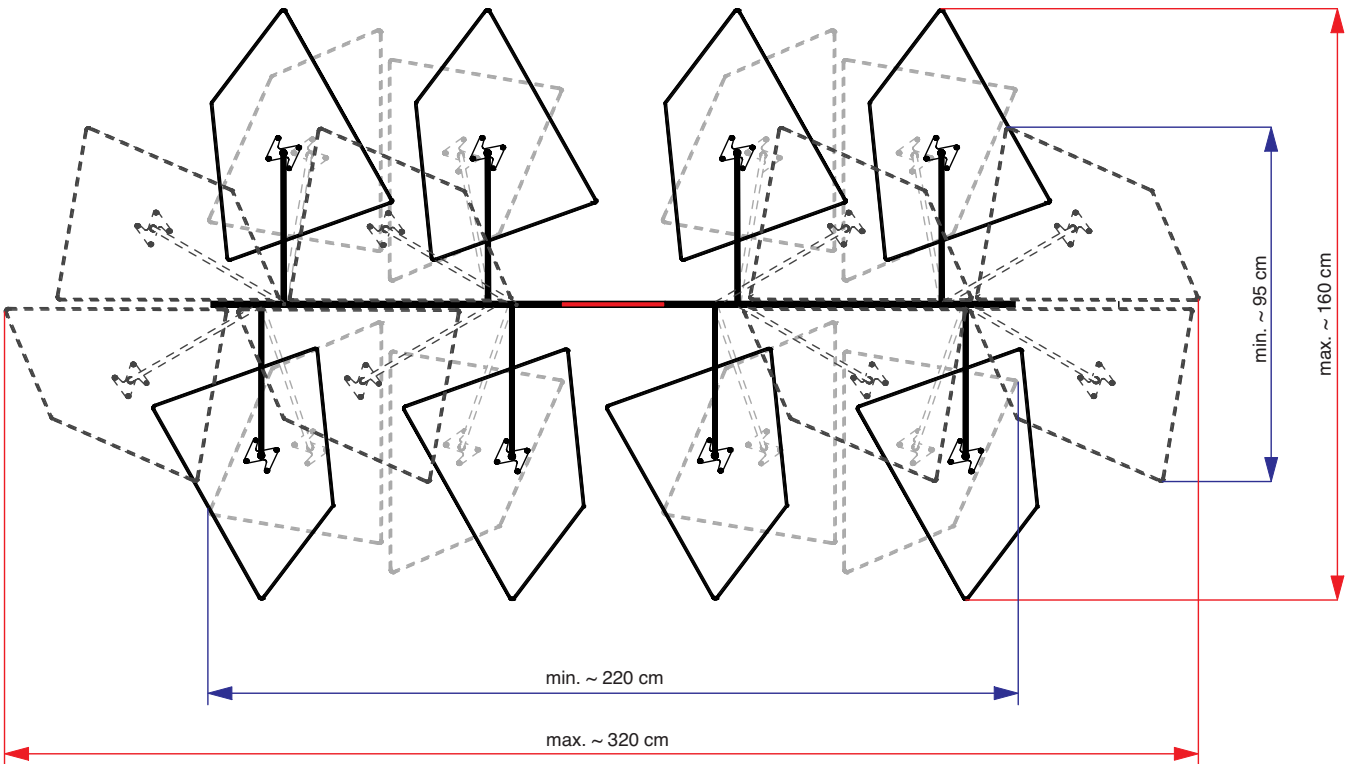 min. ~ 95 cm
max. ~ 160 cm
min. ~ 220 cm
max. ~ 320 cm